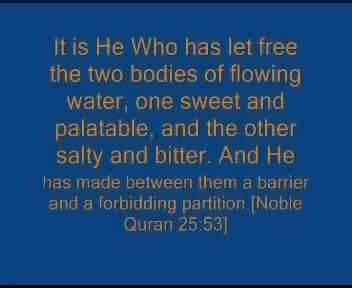 It is He Who has let free
the two bodies of flowing
water, one sweet and
palatable, and the other
salty and bitter. And He
has made between them a barrier
and a forbidding partition.[Noble
Quran 25:53]